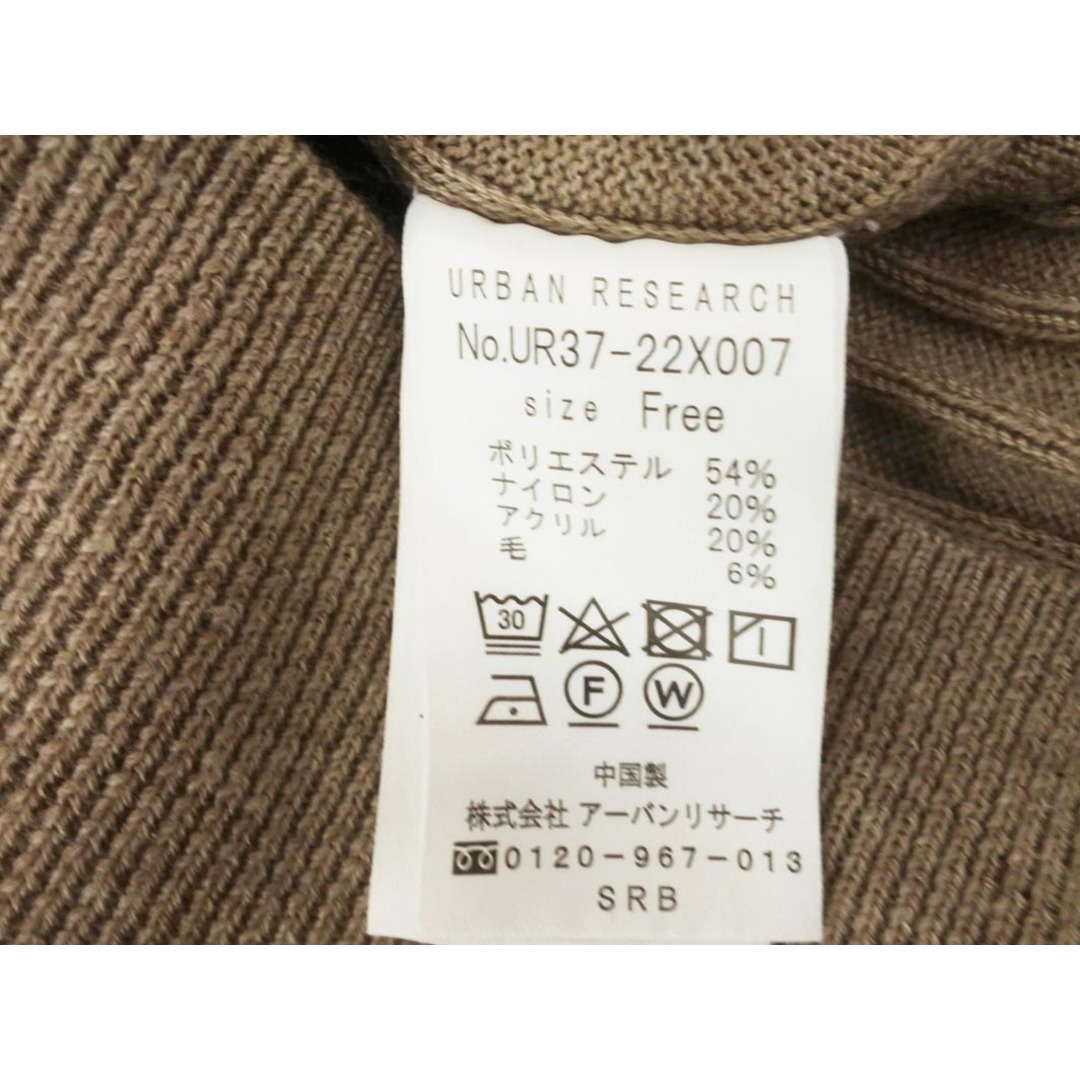 URBAN RESEARCH
No.UR37-22X007
size Free
ポリエステル 54%
ナイロン 20%
アクリル 20%
毛 6%
30
F W
中国製
株式会社 アーバンリサーチ
0120-967-013
SRB